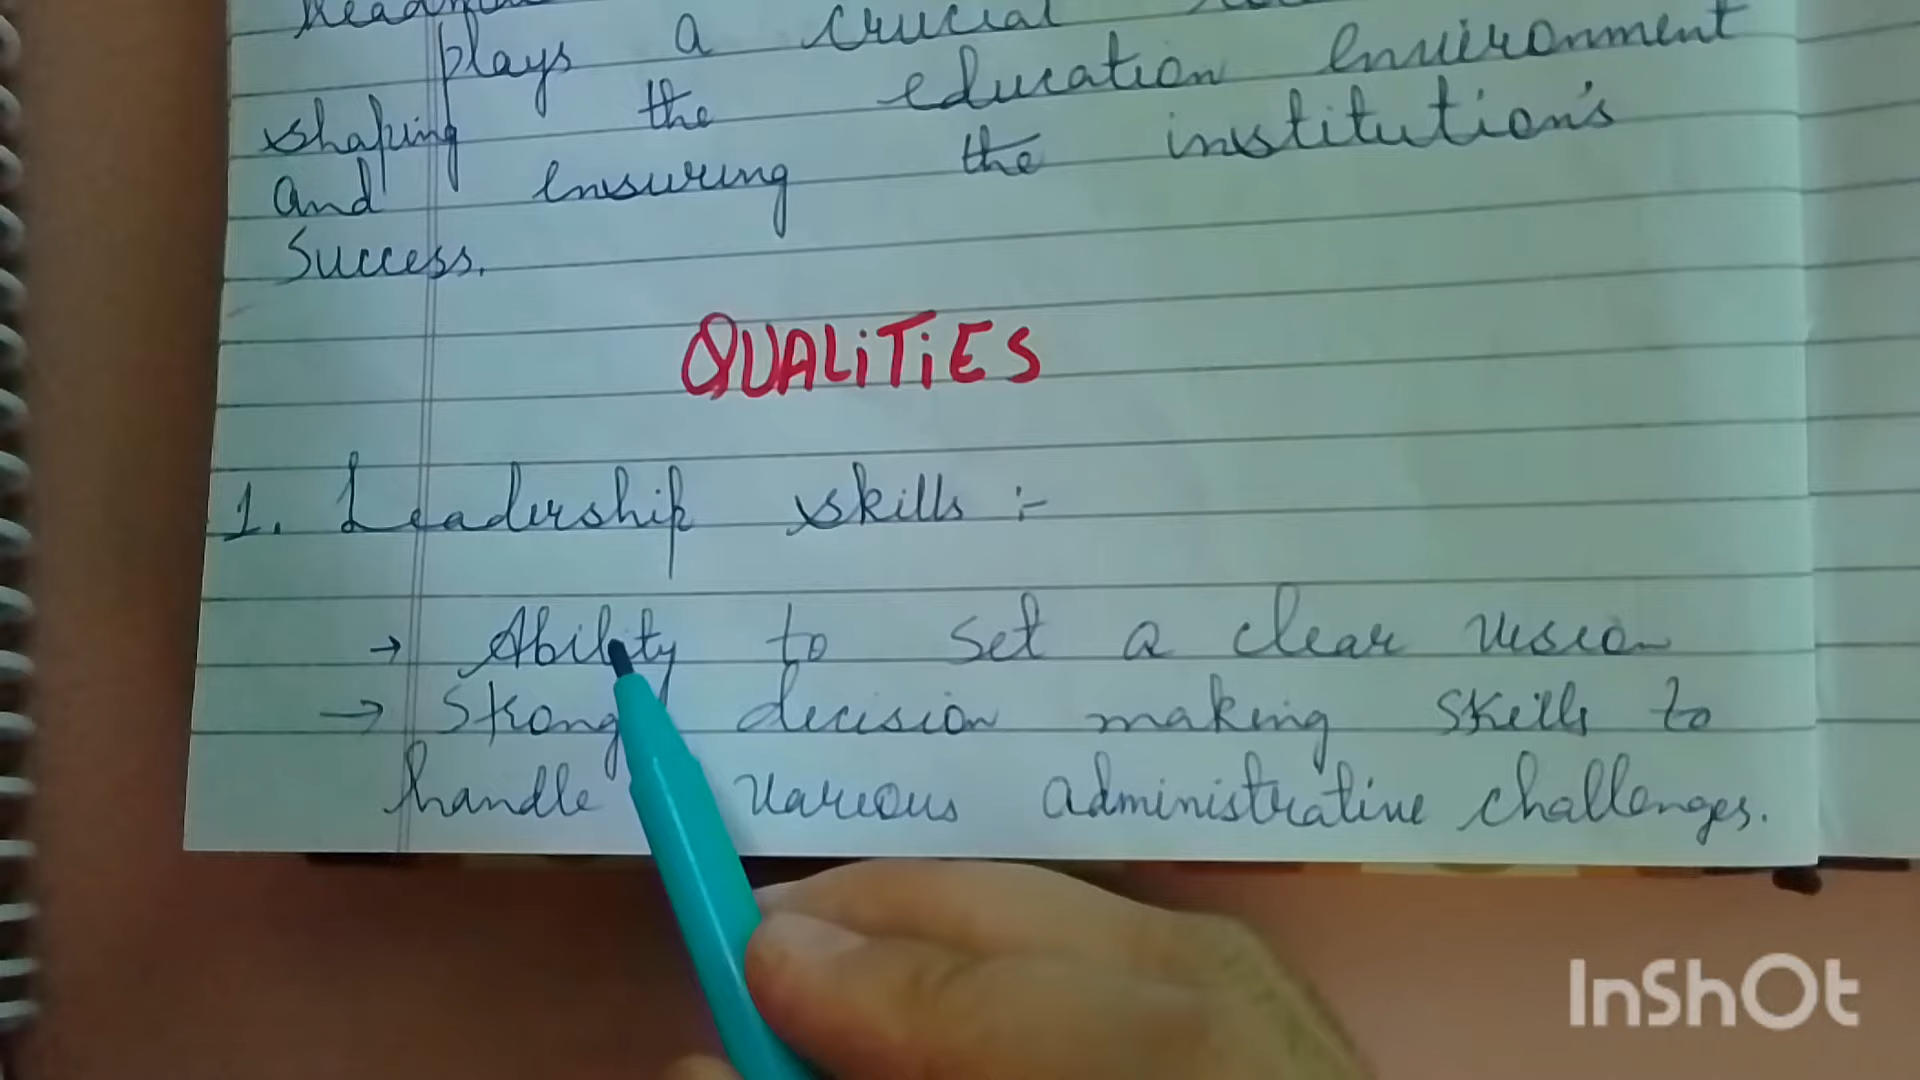 plays a crucial
shaping the education environment
and ensuring the institution's
Success.
QUALITIES
1. Leadership skills :-
→ Ability to set a clear vision
→ Strong decision making skills to
handle various administrative challenges.
InShOt